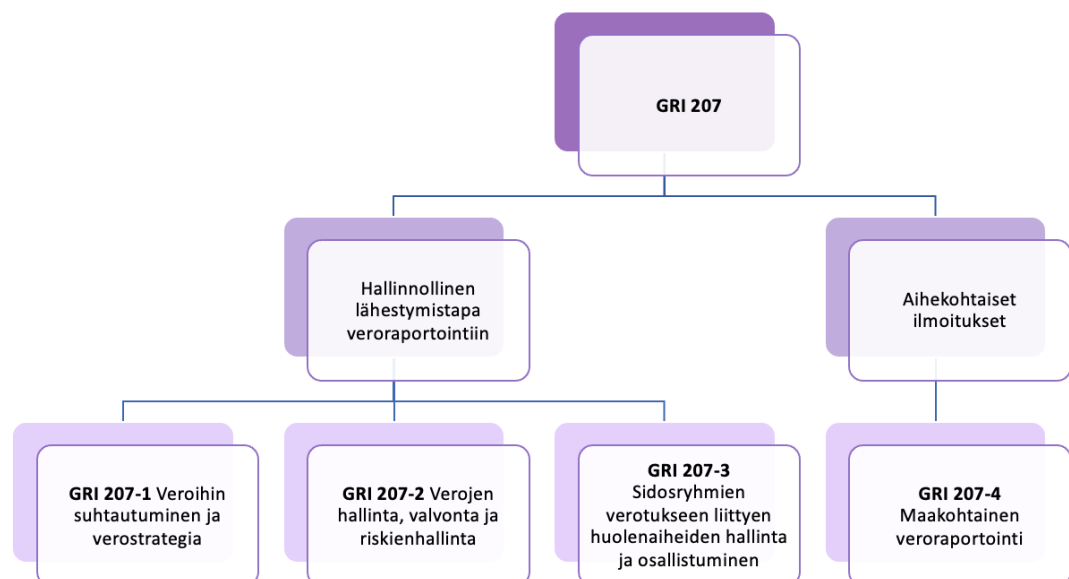 GRI 207
Hallinnollinen
lähestymistapa
veroraportointiin
Aihekohtaiset
ilmoitukset
GRI 207-1 Veroihin
suhtautuminen ja
verostrategia
GRI 207-2 Verojen
hallinta, valvonta ja
riskienhallinta
GRI 207-3
Sidosryhmien
verotukseen liittyen
huolenaiheiden hallinta
ja osallistuminen
GRI 207-4
Maakohtainen
veroraportointi